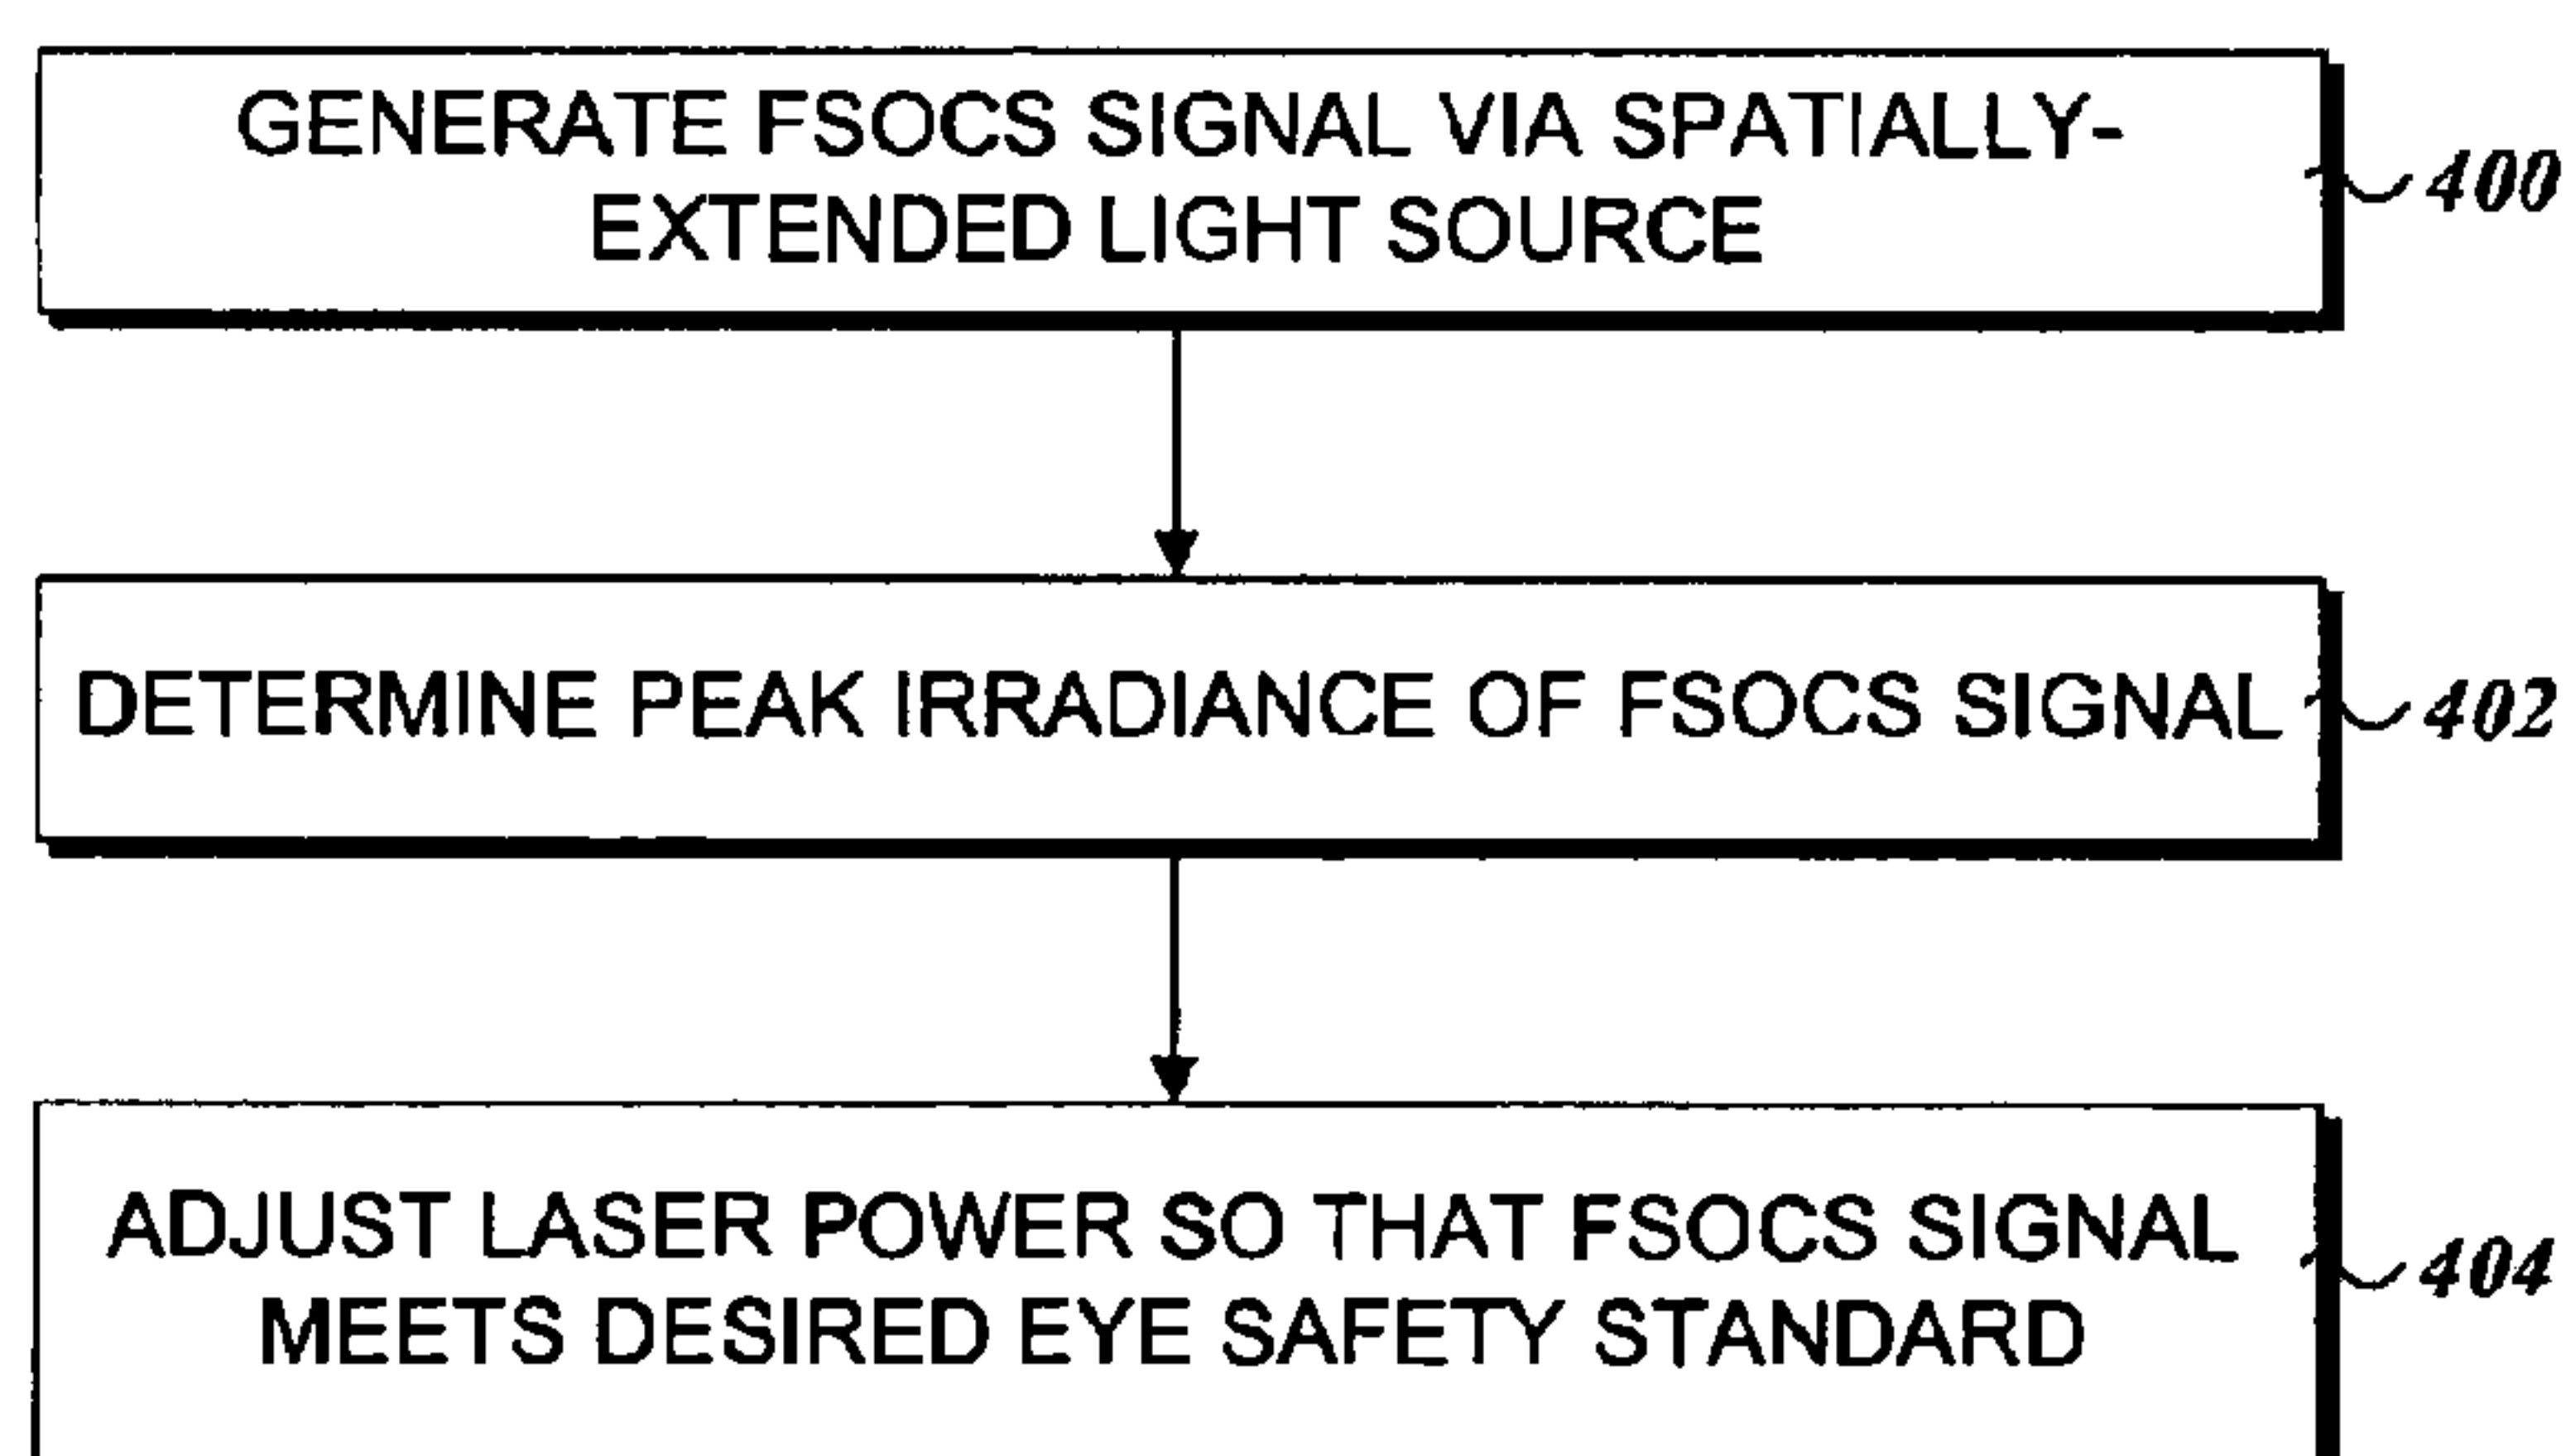 GENERATE FSOCS SIGNAL VIA SPATIALLY-
EXTENDED LIGHT SOURCE
400
DETERMINE PEAK IRRADIANCE OF FSOCS SIGNAL
402
ADJUST LASER POWER SO THAT FSOCS SIGNAL
MEETS DESIRED EYE SAFETY STANDARD
404